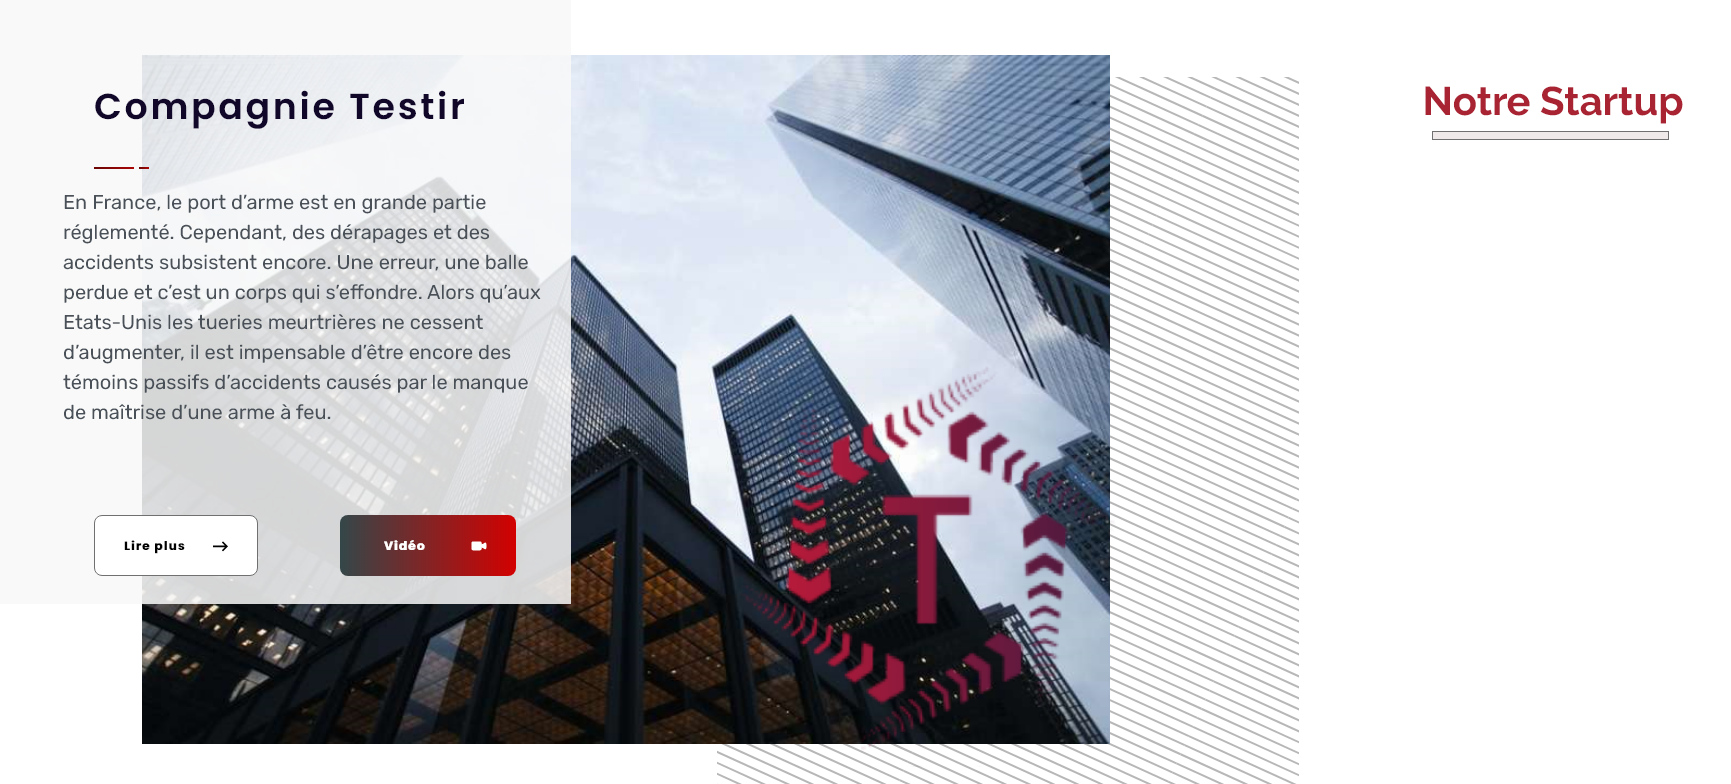 Compagnie Testir
Notre Startup
En France, le port d’arme est en grande partie
réglementé. Cependant, des dérapages et des
accidents subsistent encore. Une erreur, une balle
perdue et c’est un corps qui s’effondre. Alors qu’aux
Etats-Unis les tueries meurtrières ne cessent
d’augmenter, il est impensable d’être encore des
témoins passifs d’accidents causés par le manque
de maîtrise d’une arme à feu.
Lire plus
Vidéo
T